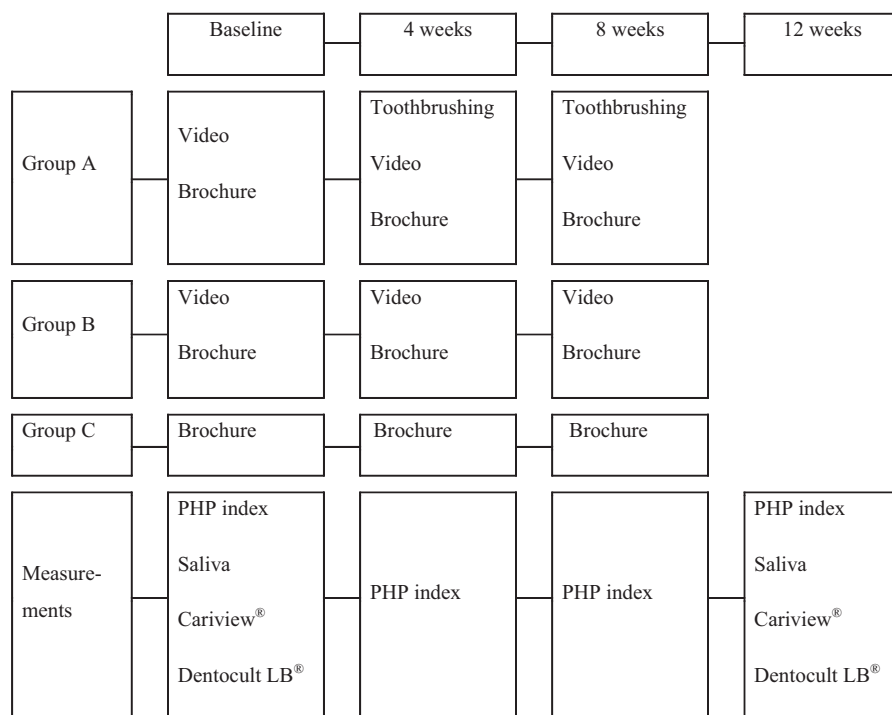 Baseline
4 weeks
8 weeks
12 weeks
Group A
Video
Brochure
Toothbrushing
Video
Brochure
Toothbrushing
Video
Brochure
Group B
Video
Brochure
Video
Brochure
Video
Brochure
Group C
Brochure
Brochure
Brochure
Measure-
ments
PHP index
Saliva
Cariview®
Dentocult LB®
PHP index
PHP index
PHP index
Saliva
Cariview®
Dentocult LB®